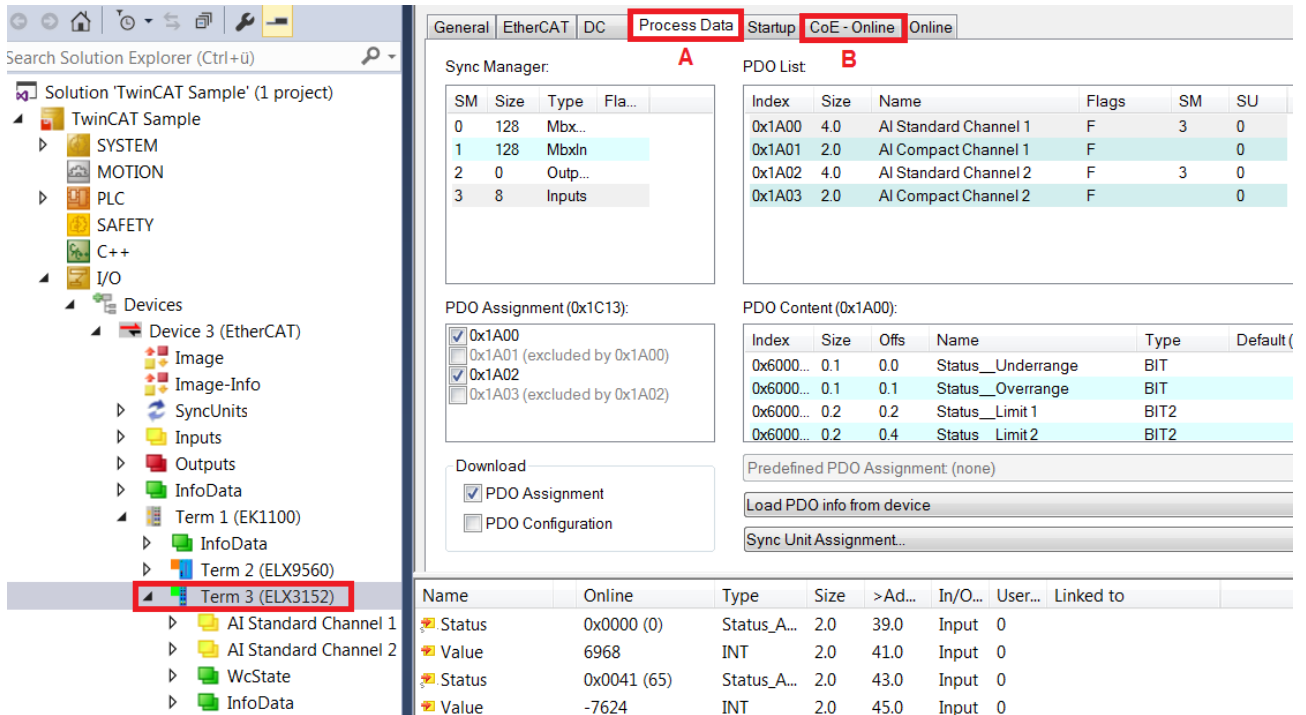 Search Solution Explorer (Ctrl+ü)
Solution 'TwinCAT Sample' (1 project)
TwinCAT Sample
SYSTEM
MOTION
PLC
SAFETY
C++
I/O
Devices
Device 3 (EtherCAT)
Image
Image-Info
SyncUnits
Inputs
Outputs
InfoData
Term 1 (EK1100)
InfoData
Term 2 (ELX9560)
Term 3 (ELX3152)
AI Standard Channel 1
AI Standard Channel 2
WcState
InfoData
General EtherCAT DC Process Data Startup CoE - Online Online
A B
Sync Manager:
SM Size Type Fla...
0 128 Mbx...
1 128 MbxIn
2 0 Outp...
3 8 Inputs
PDO List:
Index Size Name Flags SM SU
0x1A00 4.0 AI Standard Channel 1 F 3 0
0x1A01 2.0 AI Compact Channel 1 F 0
0x1A02 4.0 AI Standard Channel 2 F 3 0
0x1A03 2.0 AI Compact Channel 2 F 0
PDO Assignment (0x1C13):
0x1A00
0x1A01 (excluded by 0x1A00)
0x1A02
0x1A03 (excluded by 0x1A02)
PDO Content (0x1A00):
Index Size Offs Name Type Default (
0x6000... 0.1 0.0 Status__Underrange BIT
0x6000... 0.1 0.1 Status__Overrange BIT
0x6000... 0.2 0.2 Status__Limit 1 BIT2
0x6000... 0.2 0.4 Status__Limit 2 BIT2
Download
PDO Assignment
PDO Configuration
Predefined PDO Assignment: (none)
Load PDO info from device
Sync Unit Assignment...
Name Online Type Size >Ad... In/O... User... Linked to
Status 0x0000 (0) Status_A... 2.0 39.0 Input 0
Value 6968 INT 2.0 41.0 Input 0
Status 0x0041 (65) Status_A... 2.0 43.0 Input 0
Value -7624 INT 2.0 45.0 Input 0